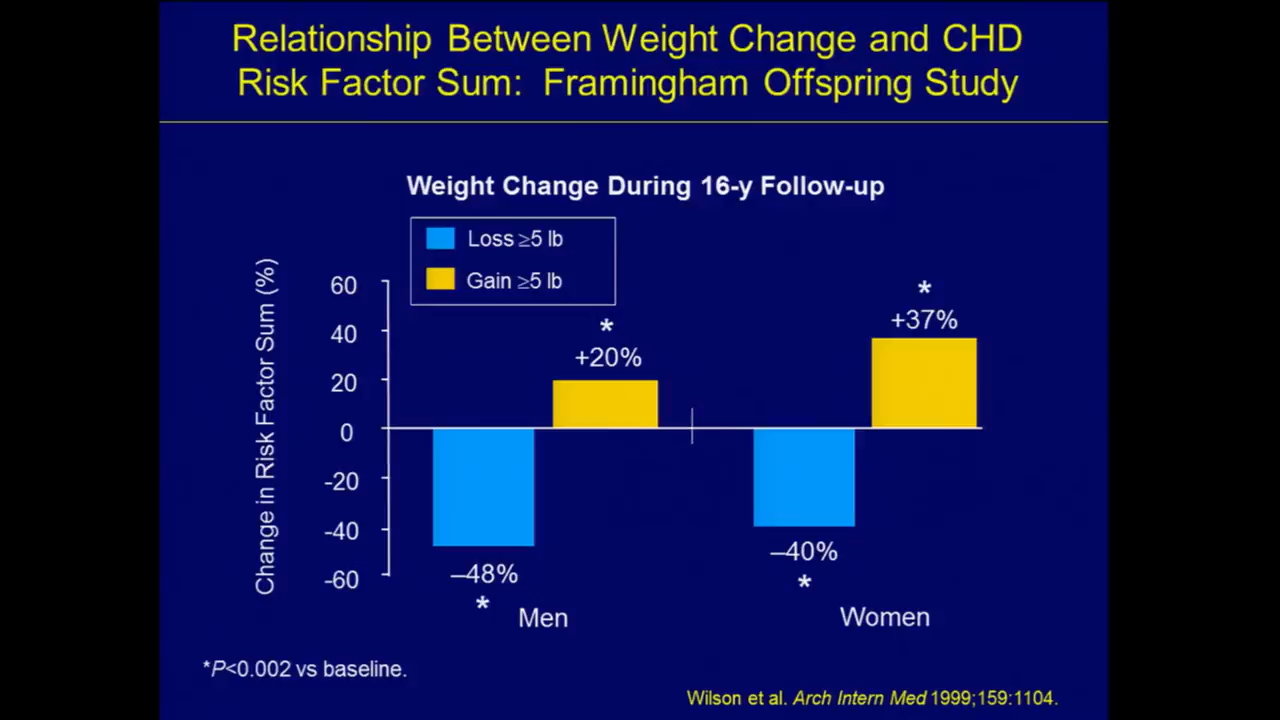 Relationship Between Weight Change and CHD
Risk Factor Sum: Framingham Offspring Study
Weight Change During 16-y Follow-up
Loss ≥5 lb
Gain ≥5 lb
Change in Risk Factor Sum (%)
60
40
20
0
-20
-40
-60
*
+20%
*
+37%
–48%
*
–40%
*
Men
Women
*P<0.002 vs baseline.
Wilson et al. Arch Intern Med 1999;159:1104.